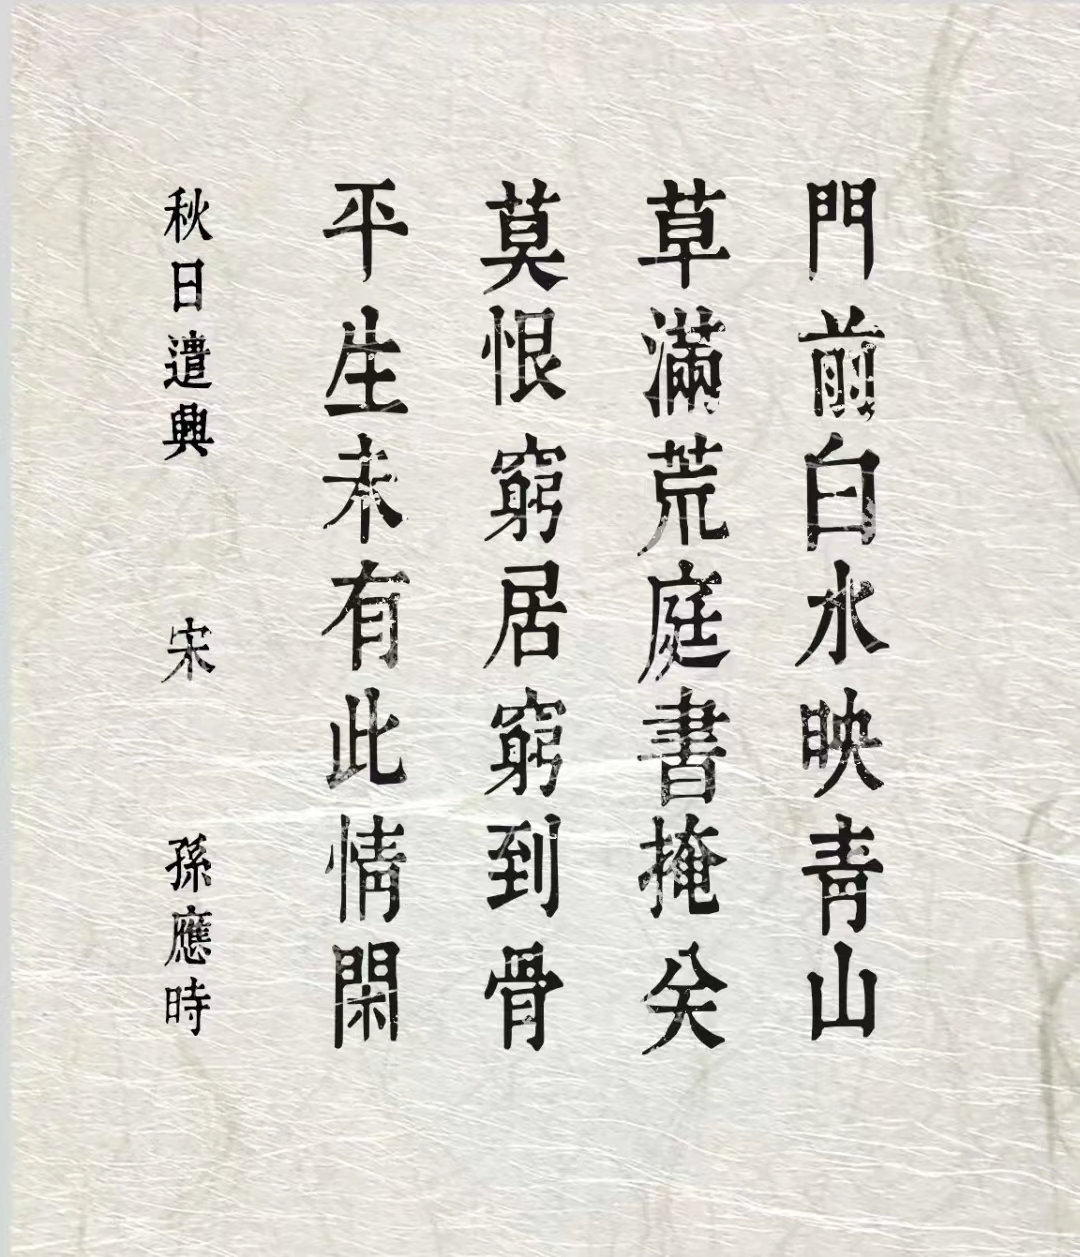 門前白水映青山
草滿荒庭書掩关
莫恨窮居窮到骨
平生未有此情閑
秋日遣興 宋 孫應時